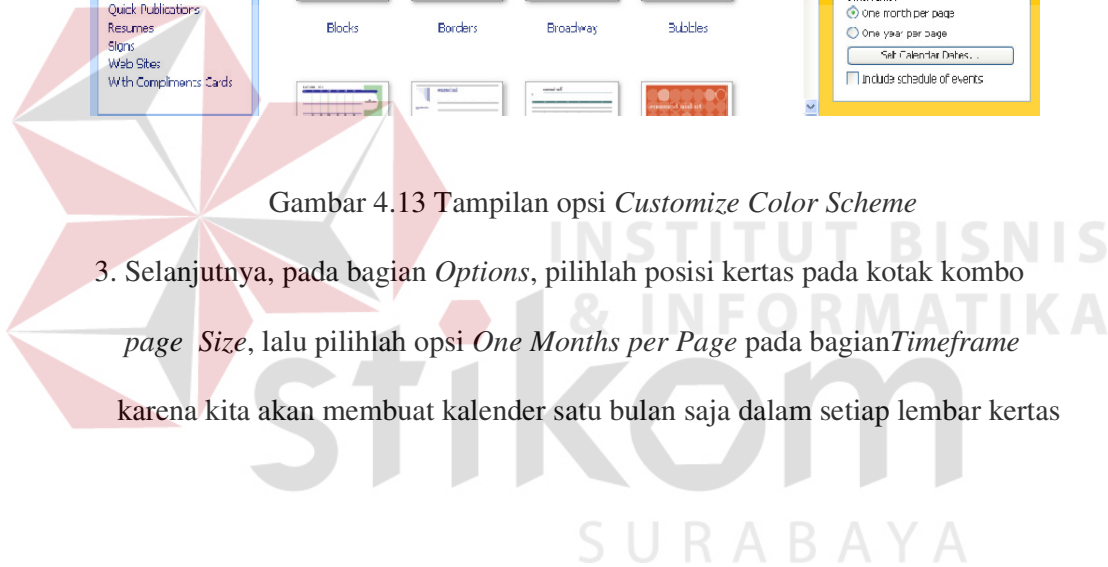 Quick Publications
Resumes
Signs
Web Sites
With Compliments Cards
Blocks
Borders
Broadway
Bubbles
One month per page
One year per page
Set Calendar Dates...
Include schedule of events
Gambar 4.13 Tampilan opsi Customize Color Scheme
3. Selanjutnya, pada bagian Options, pilihlah posisi kertas pada kotak kombo
page Size, lalu pilihlah opsi One Months per Page pada bagianTimeframe
karena kita akan membuat kalender satu bulan saja dalam setiap lembar kertas
INSTITUT BISNIS
& INFORMATIKA
stikom
SURABAYA